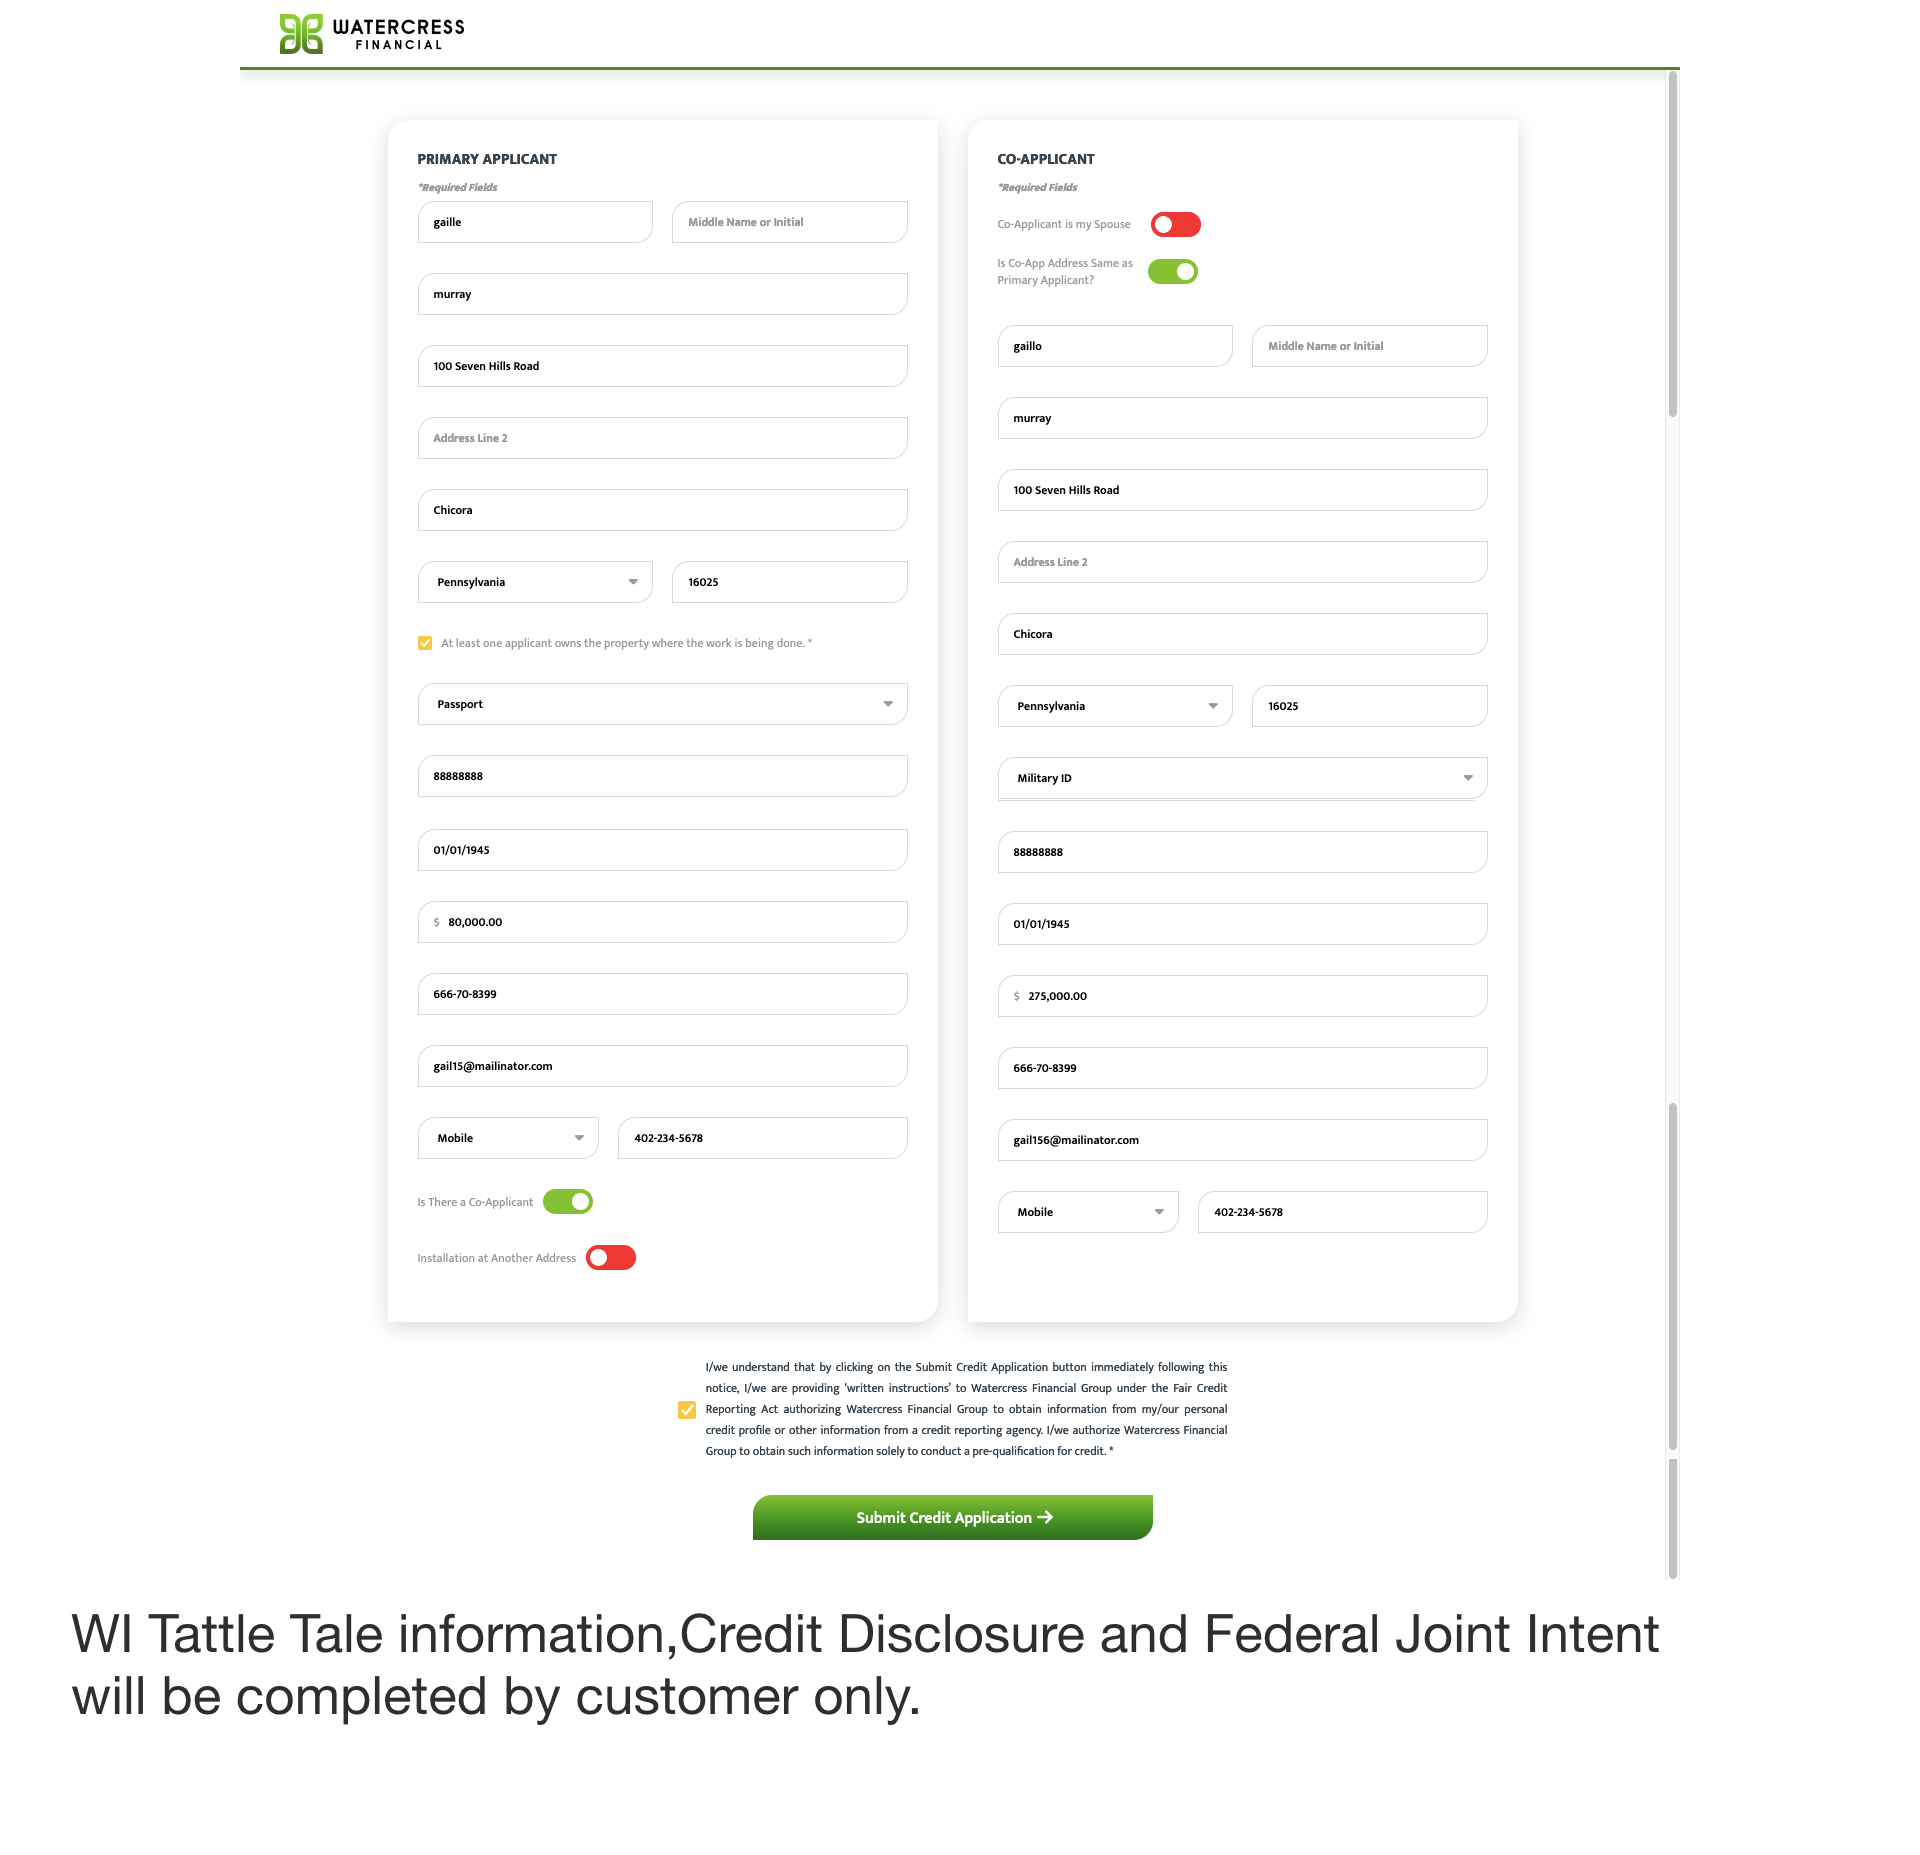 WATERCRESS
FINANCIAL
PRIMARY APPLICANT
*Required Fields
gaille
Middle Name or Initial
murray
100 Seven Hills Road
Address Line 2
Chicora
Pennsylvania
16025
At least one applicant owns the property where the work is being done. *
Passport
88888888
01/01/1945
$ 80,000.00
666-70-8399
gail15@mailinator.com
Mobile
402-234-5678
Is There a Co-Applicant
Installation at Another Address
CO-APPLICANT
*Required Fields
Co-Applicant is my Spouse
Is Co-App Address Same as
Primary Applicant?
gaillo
Middle Name or Initial
murray
100 Seven Hills Road
Address Line 2
Chicora
Pennsylvania
16025
Military ID
88888888
01/01/1945
$ 275,000.00
666-70-8399
gail156@mailinator.com
Mobile
402-234-5678
I/we understand that by clicking on the Submit Credit Application button immediately following this
notice, I/we are providing ‘written instructions’ to Watercress Financial Group under the Fair Credit
Reporting Act authorizing Watercress Financial Group to obtain information from my/our personal
credit profile or other information from a credit reporting agency. I/we authorize Watercress Financial
Group to obtain such information solely to conduct a pre-qualification for credit. *
Submit Credit Application →
WI Tattle Tale information,Credit Disclosure and Federal Joint Intent
will be completed by customer only.